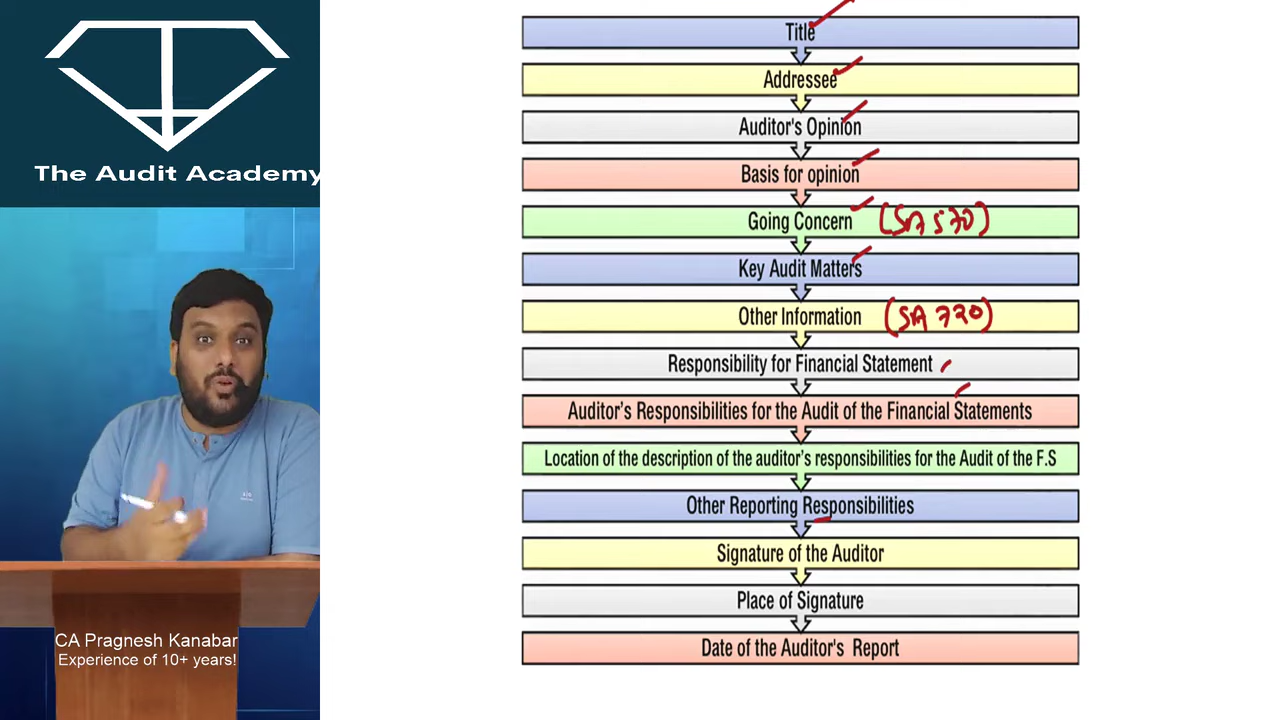 The Audit Academy
CA Pragnesh Kanabar
Experience of 10+ years!
Title
Addressee
Auditor's Opinion
Basis for opinion
Going Concern (SA 570)
Key Audit Matters
Other Information (SA 720)
Responsibility for Financial Statement
Auditor's Responsibilities for the Audit of the Financial Statements
Location of the description of the auditor's responsibilities for the Audit of the F.S
Other Reporting Responsibilities
Signature of the Auditor
Place of Signature
Date of the Auditor's Report